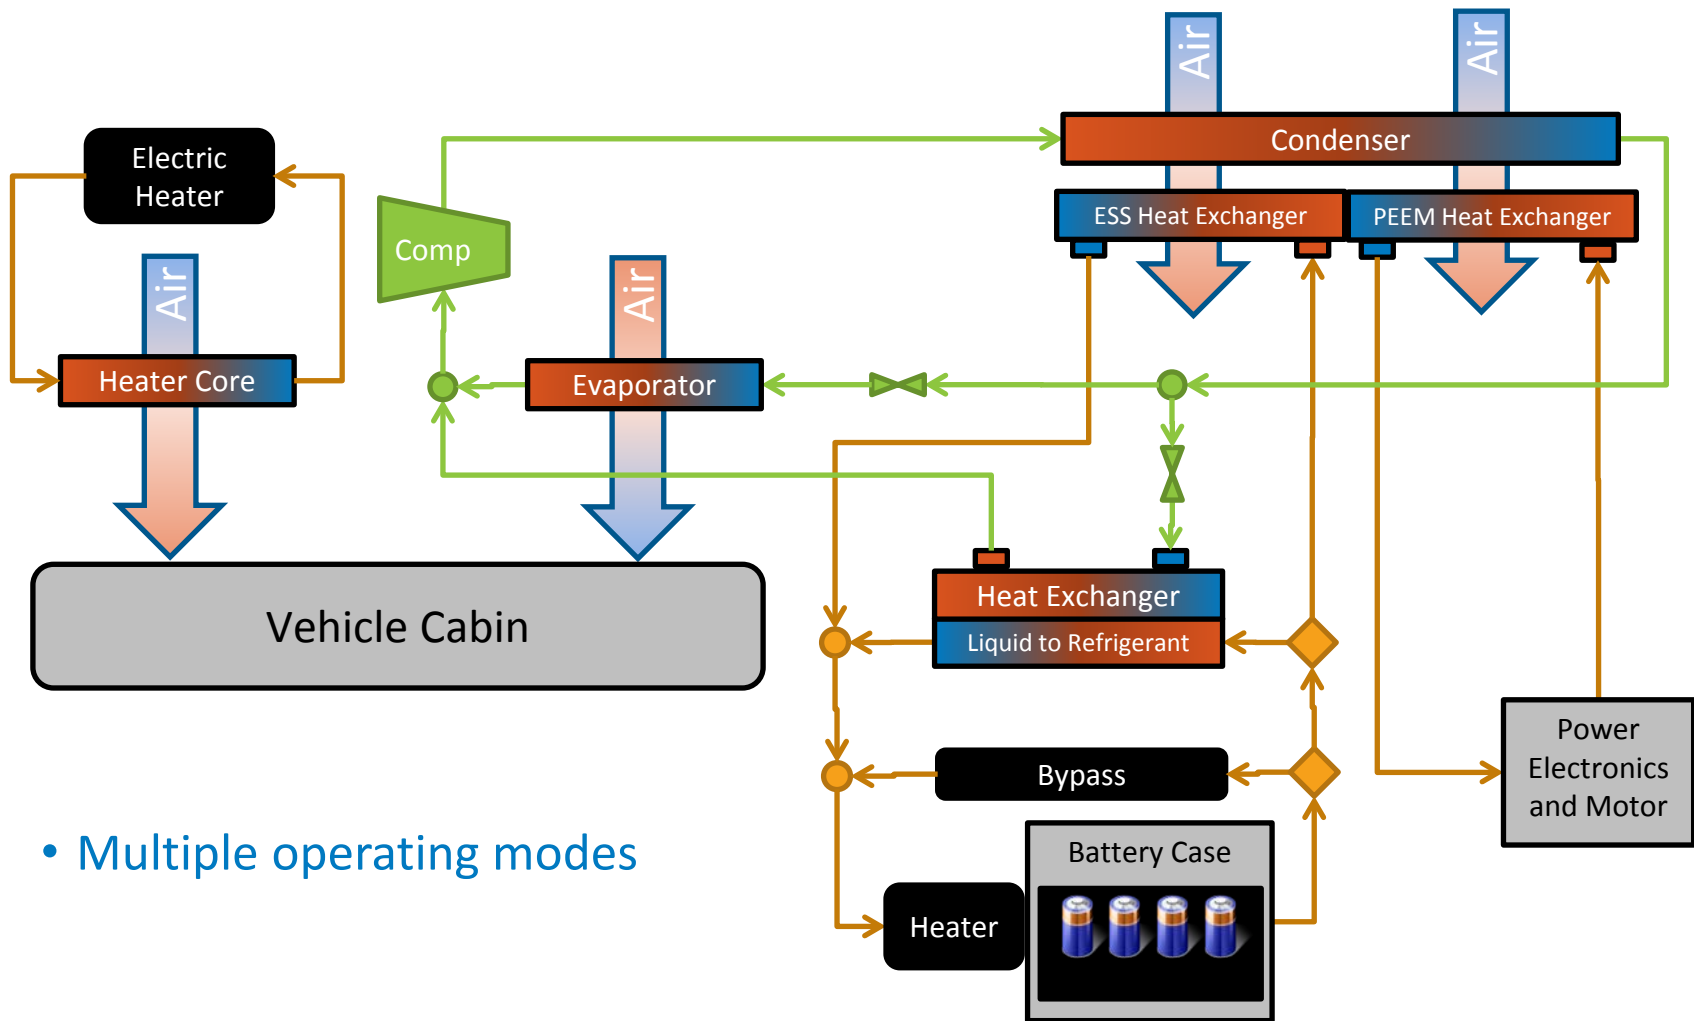 Air
Air
Condenser
Electric
Heater
ESS Heat Exchanger
PEEM Heat Exchanger
Comp
Air
Air
Heater Core
Evaporator
Heat Exchanger
Liquid to Refrigerant
Vehicle Cabin
Power
Electronics
and Motor
Bypass
• Multiple operating modes
Battery Case
Heater